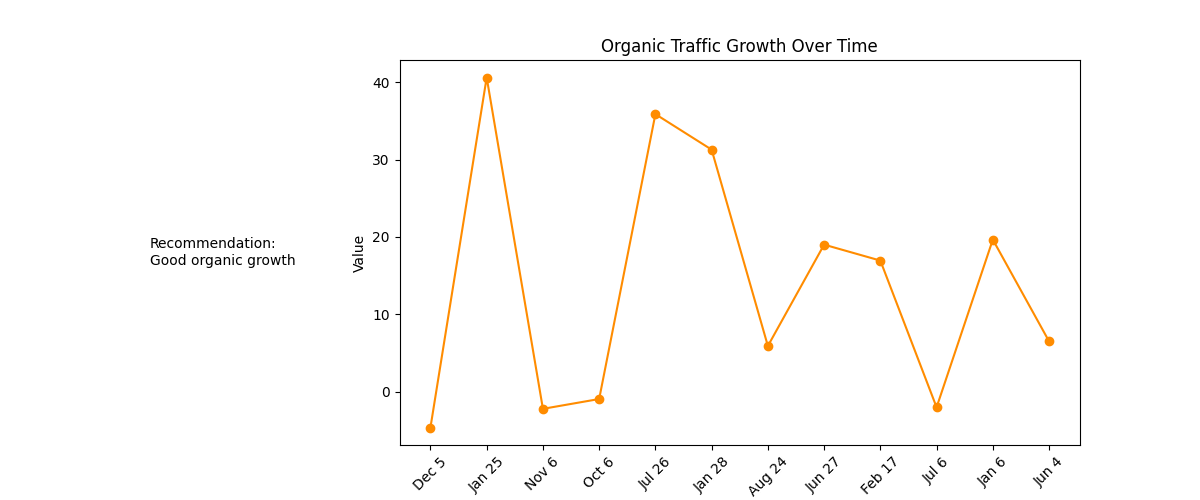 Organic Traffic Growth Over Time
Recommendation:
Good organic growth
Value
40
30
20
10
0
Dec 5
Jan 25
Nov 6
Oct 6
Jul 26
Jan 28
Aug 24
Jun 27
Feb 17
Jul 6
Jan 6
Jun 4